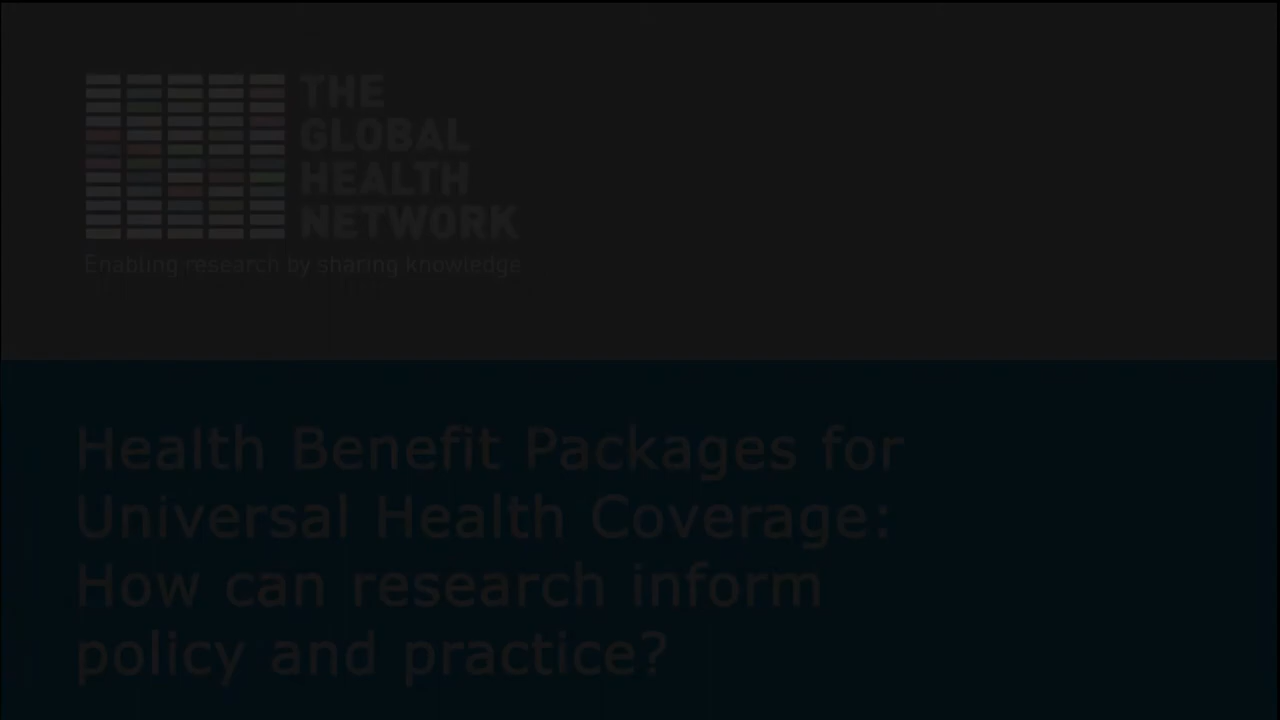 THE
GLOBAL
HEALTH
NETWORK
Enabling research by sharing knowledge
Health Benefit Packages for
Universal Health Coverage:
How can research inform
policy and practice?